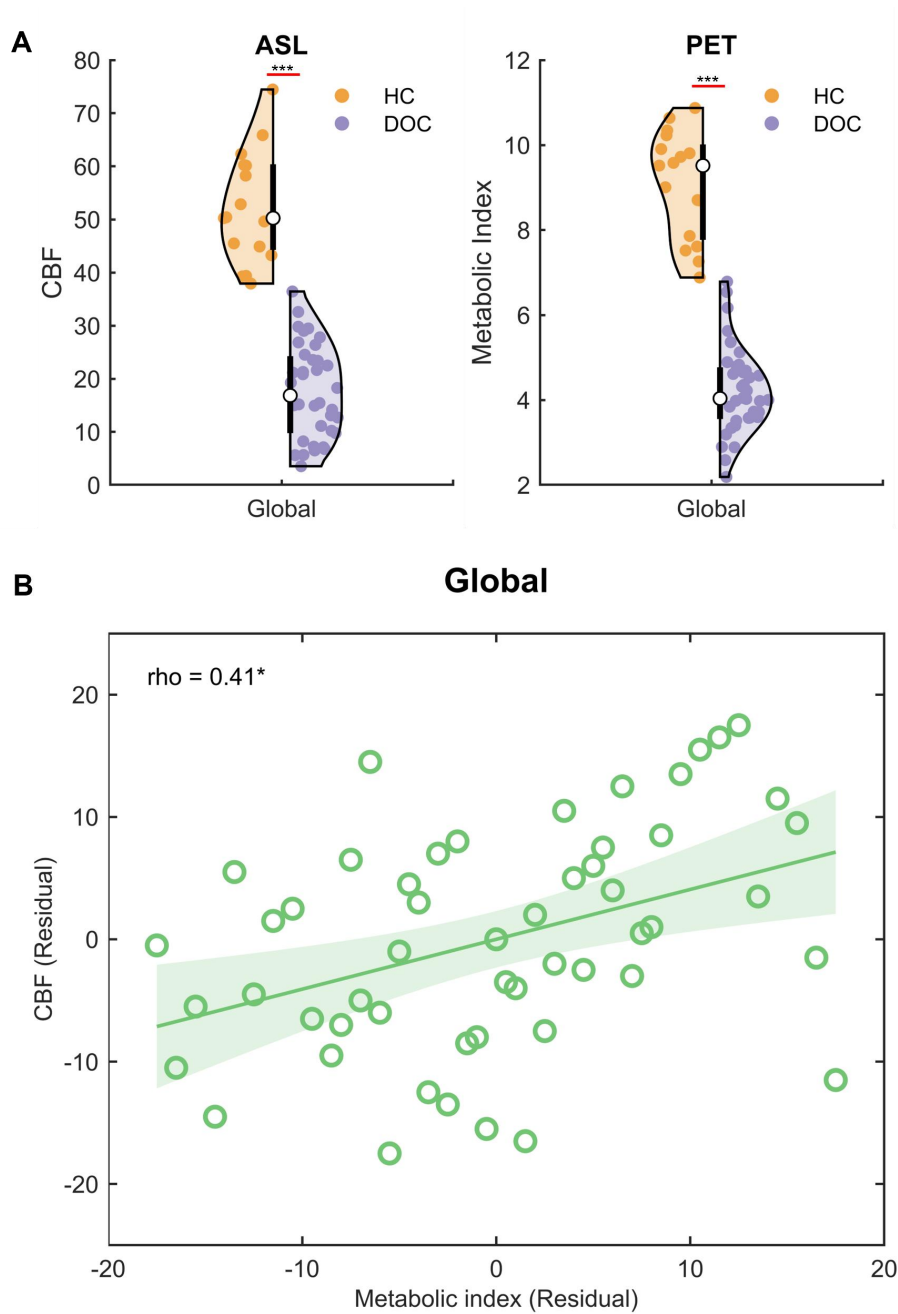 A
ASL
***
HC
DOC
CBF
80
70
60
50
40
30
20
10
0
Global
PET
***
HC
DOC
Metabolic Index
12
10
8
6
4
2
Global
B
Global
rho = 0.41*
CBF (Residual)
20
10
0
-10
-20
-20 -10 0 10 20
Metabolic index (Residual)